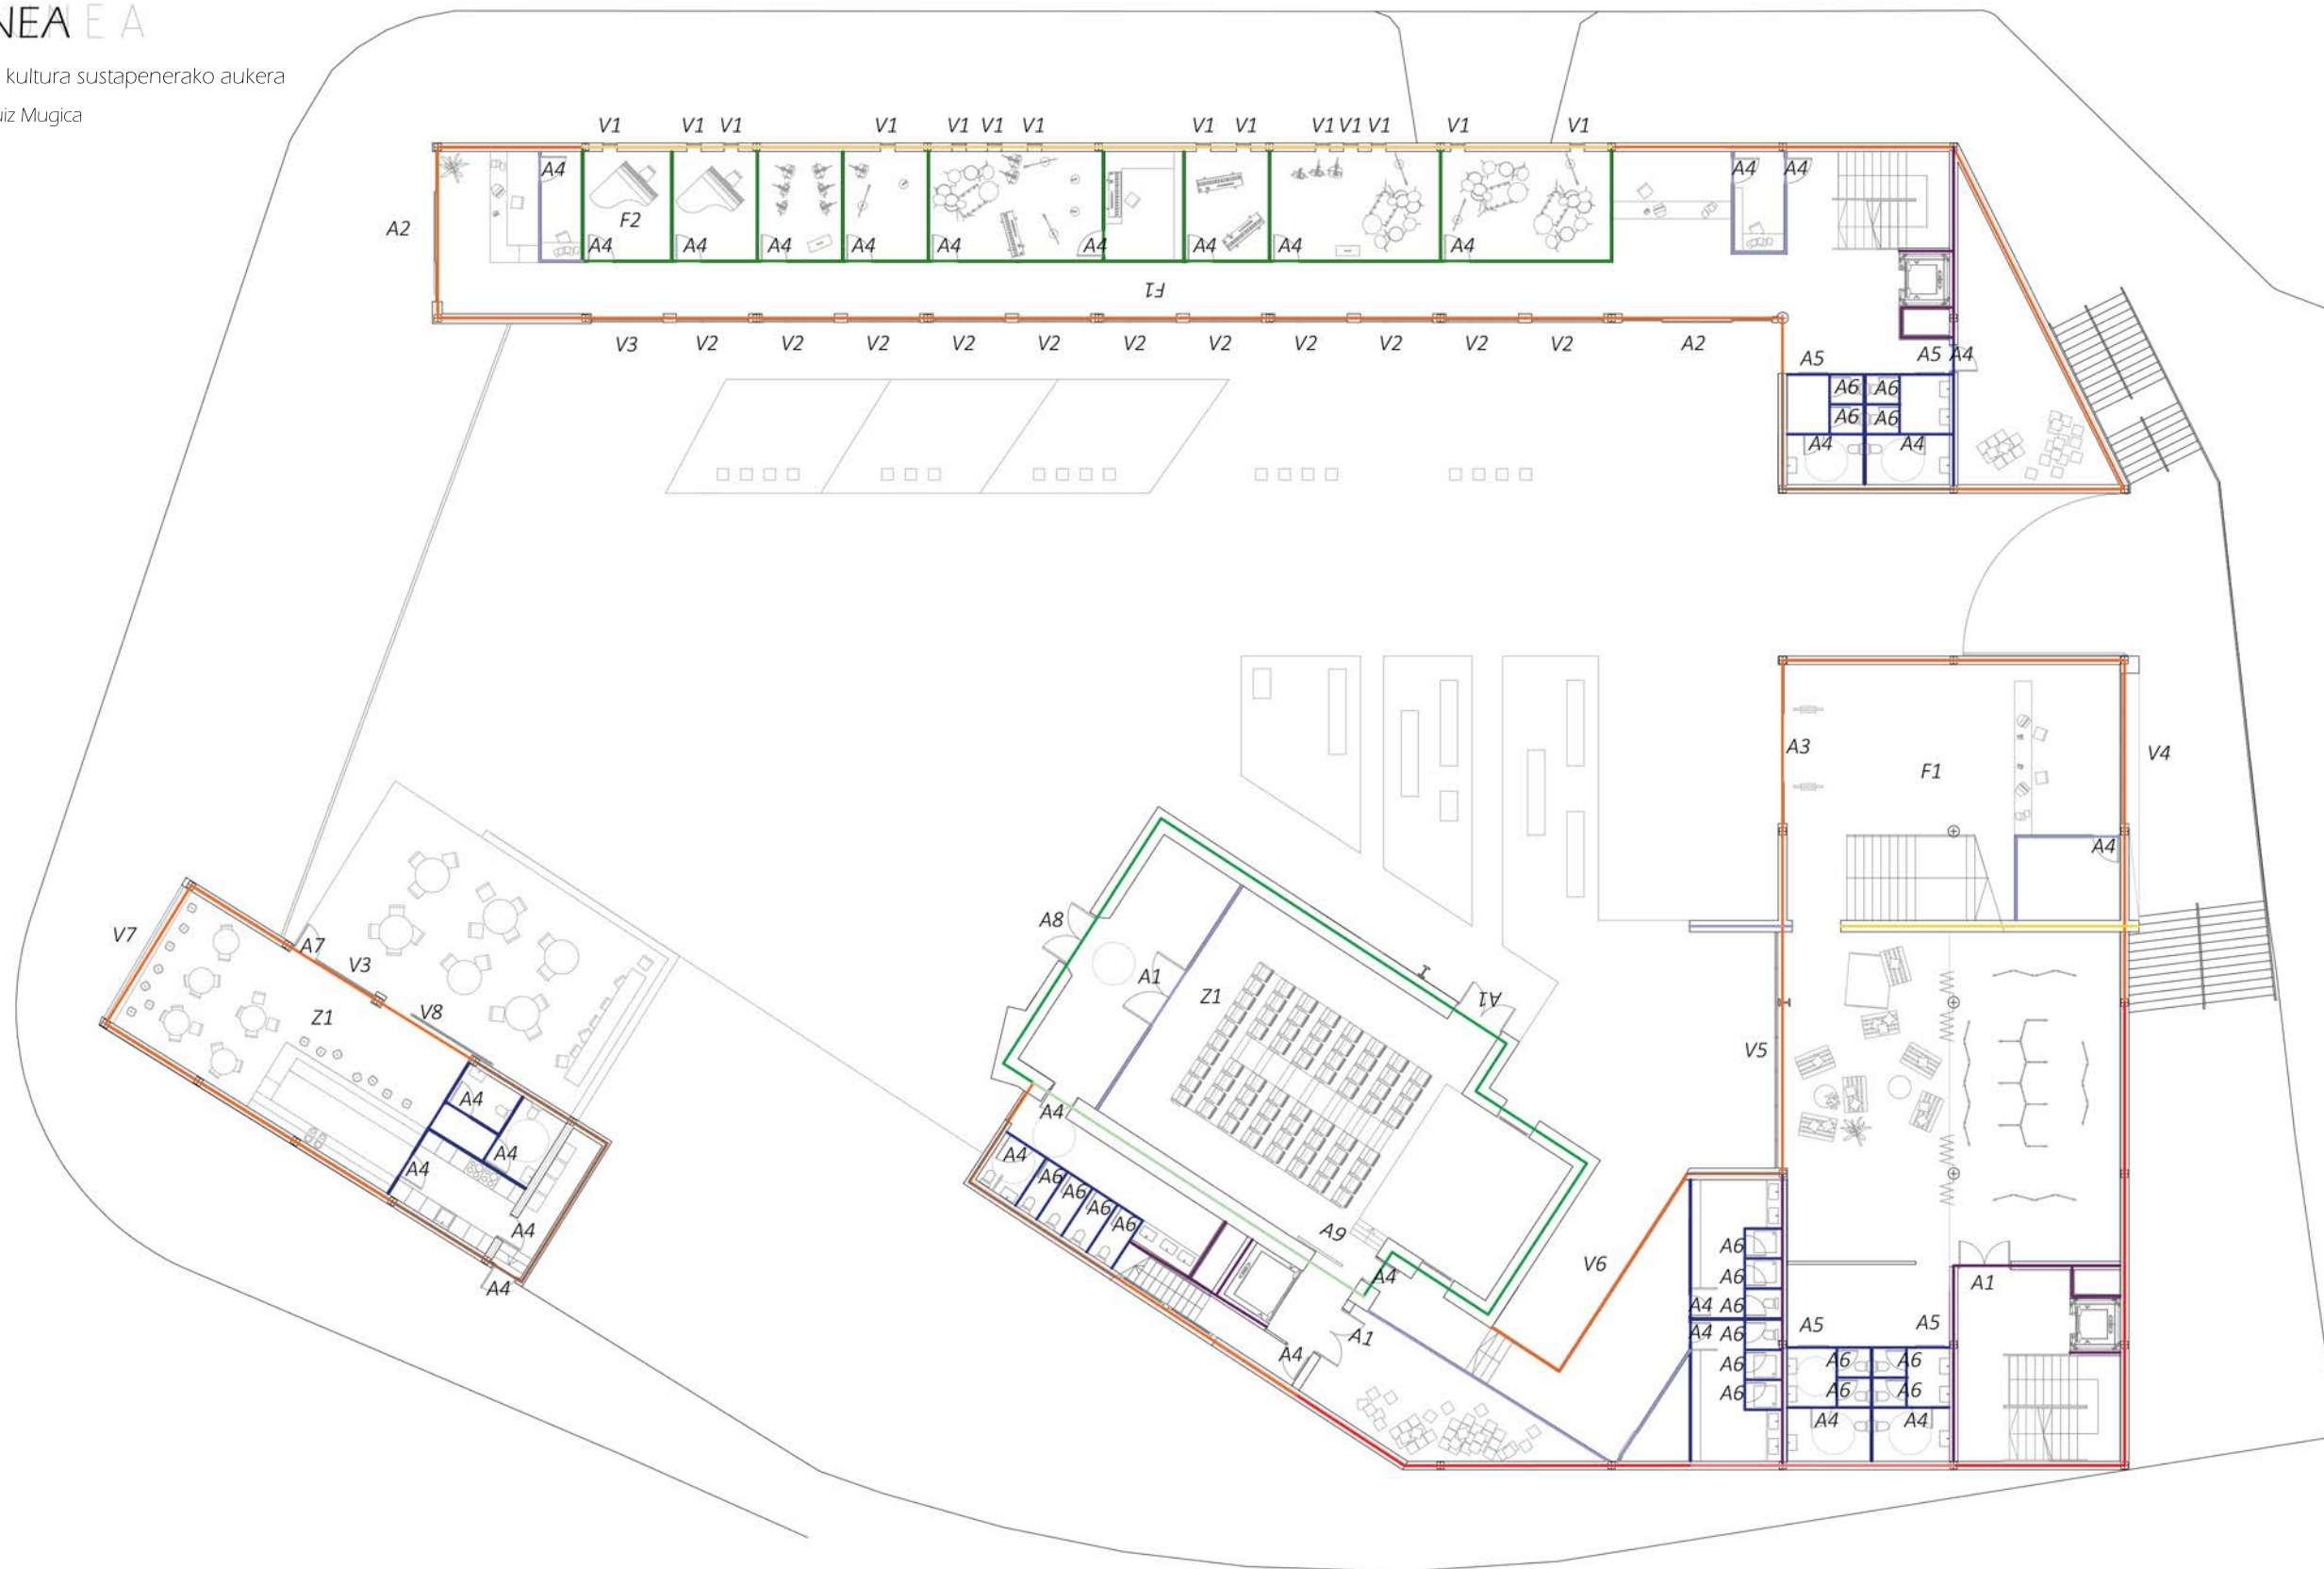 NEA E A
kultura sustapenerako aukera
uiz Mugica
V1 V1 V1 V1 V1 V1 V1 V1 V1 V1 V1 V1 V1 V1
A4 A4 A4
A2 F2
A4 A4 A4 A4 A4 A4 A4 A4 A4
F1
V3 V2 V2 V2 V2 V2 V2 V2 V2 V2 V2 V2 A2
A5 A5 A4
A6 A6
A6 A6
A4 A4
A3 F1 V4
A4
A8
V7 A7
V3
A1 Z1 A1
I
Z1 V8
V5
A4 A4
A4 A4
A4 A6 A6 A6 A6
A4
A4
A9
V6
A4
A6
A6
A4 A6
A4 A6
A6
A6
A1
A4
A1
A5 A5
A6 A6
A6 A6
A4 A4